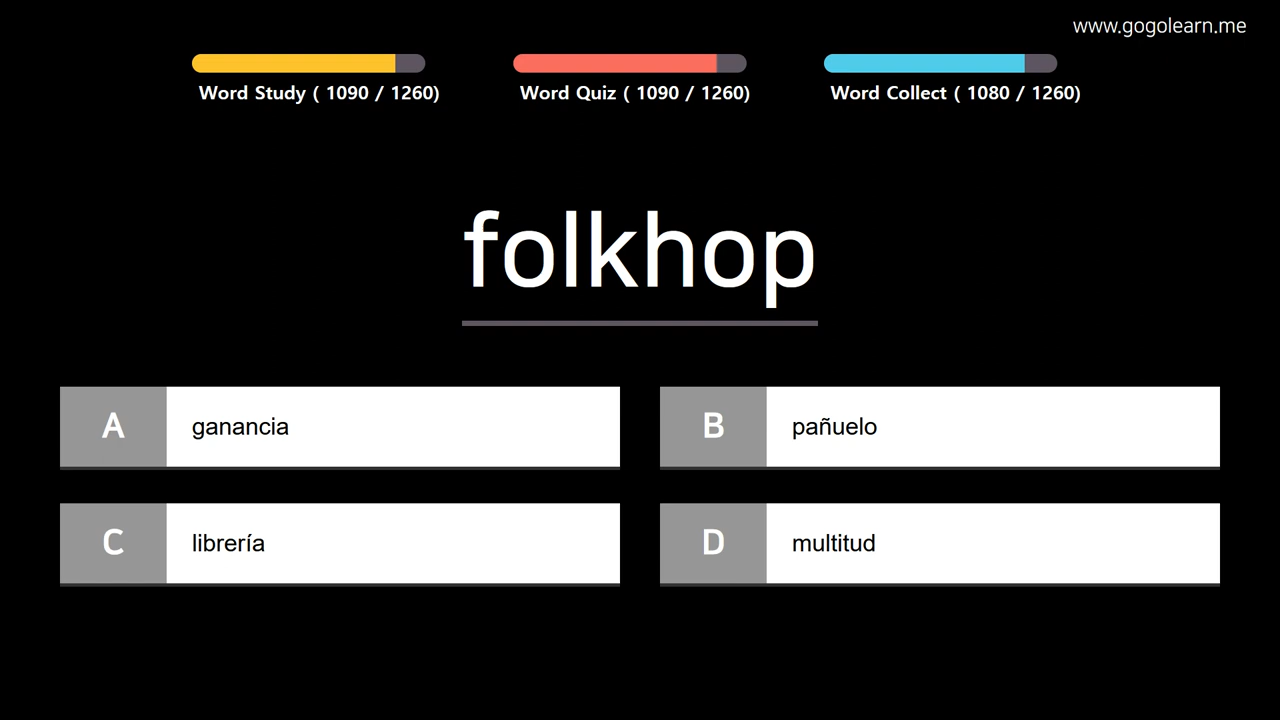 www.gogolearn.me
Word Study ( 1090 / 1260)
Word Quiz ( 1090 / 1260)
Word Collect ( 1080 / 1260)
folkhop
A ganancia
B pañuelo
C librería
D multitud